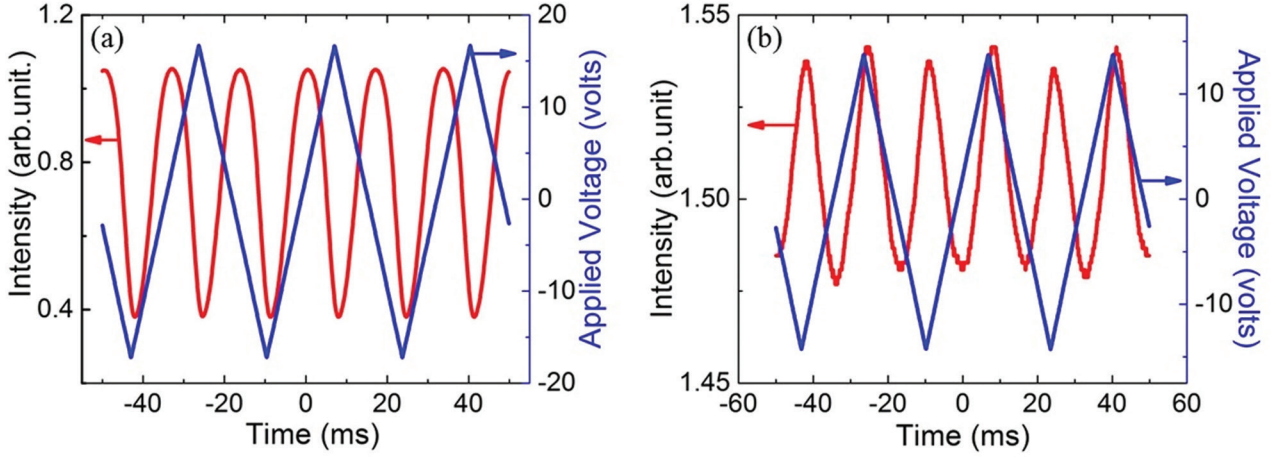 (a)
Intensity (arb.unit.)
1.2
0.8
0.4
-40 -20 0 20 40
Time (ms)
20
10
0
-10
-20
Applied Voltage (volts)
(b)
Intensity (arb.unit)
1.55
1.50
1.45
-60 -40 -20 0 20 40 60
Time (ms)
10
0
-10
Applied Voltage (volts)